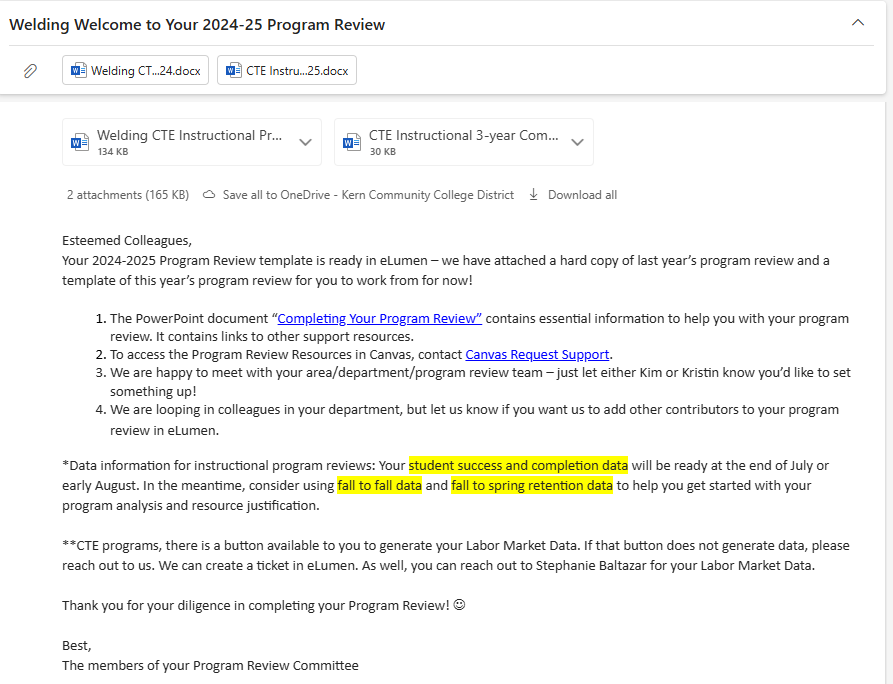 Welding Welcome to Your 2024-25 Program Review
Welding CT...24.docx
CTE Instru...25.docx
Welding CTE Instructional Pr...
134 KB
CTE Instructional 3-year Com...
30 KB
2 attachments (165 KB) Save all to OneDrive - Kern Community College District Download all
Esteemed Colleagues,
Your 2024-2025 Program Review template is ready in eLumen – we have attached a hard copy of last year’s program review and a
template of this year’s program review for you to work from for now!
1. The PowerPoint document “Completing Your Program Review” contains essential information to help you with your program
review. It contains links to other support resources.
2. To access the Program Review Resources in Canvas, contact Canvas Request Support.
3. We are happy to meet with your area/department/program review team – just let either Kim or Kristin know you’d like to set
something up!
4. We are looping in colleagues in your department, but let us know if you want us to add other contributors to your program
review in eLumen.
*Data information for instructional program reviews: Your student success and completion data will be ready at the end of July or
early August. In the meantime, consider using fall to fall data and fall to spring retention data to help you get started with your
program analysis and resource justification.
**CTE programs, there is a button available to you to generate your Labor Market Data. If that button does not generate data, please
reach out to us. We can create a ticket in eLumen. As well, you can reach out to Stephanie Baltazar for your Labor Market Data.
Thank you for your diligence in completing your Program Review! ☺
Best,
The members of your Program Review Committee